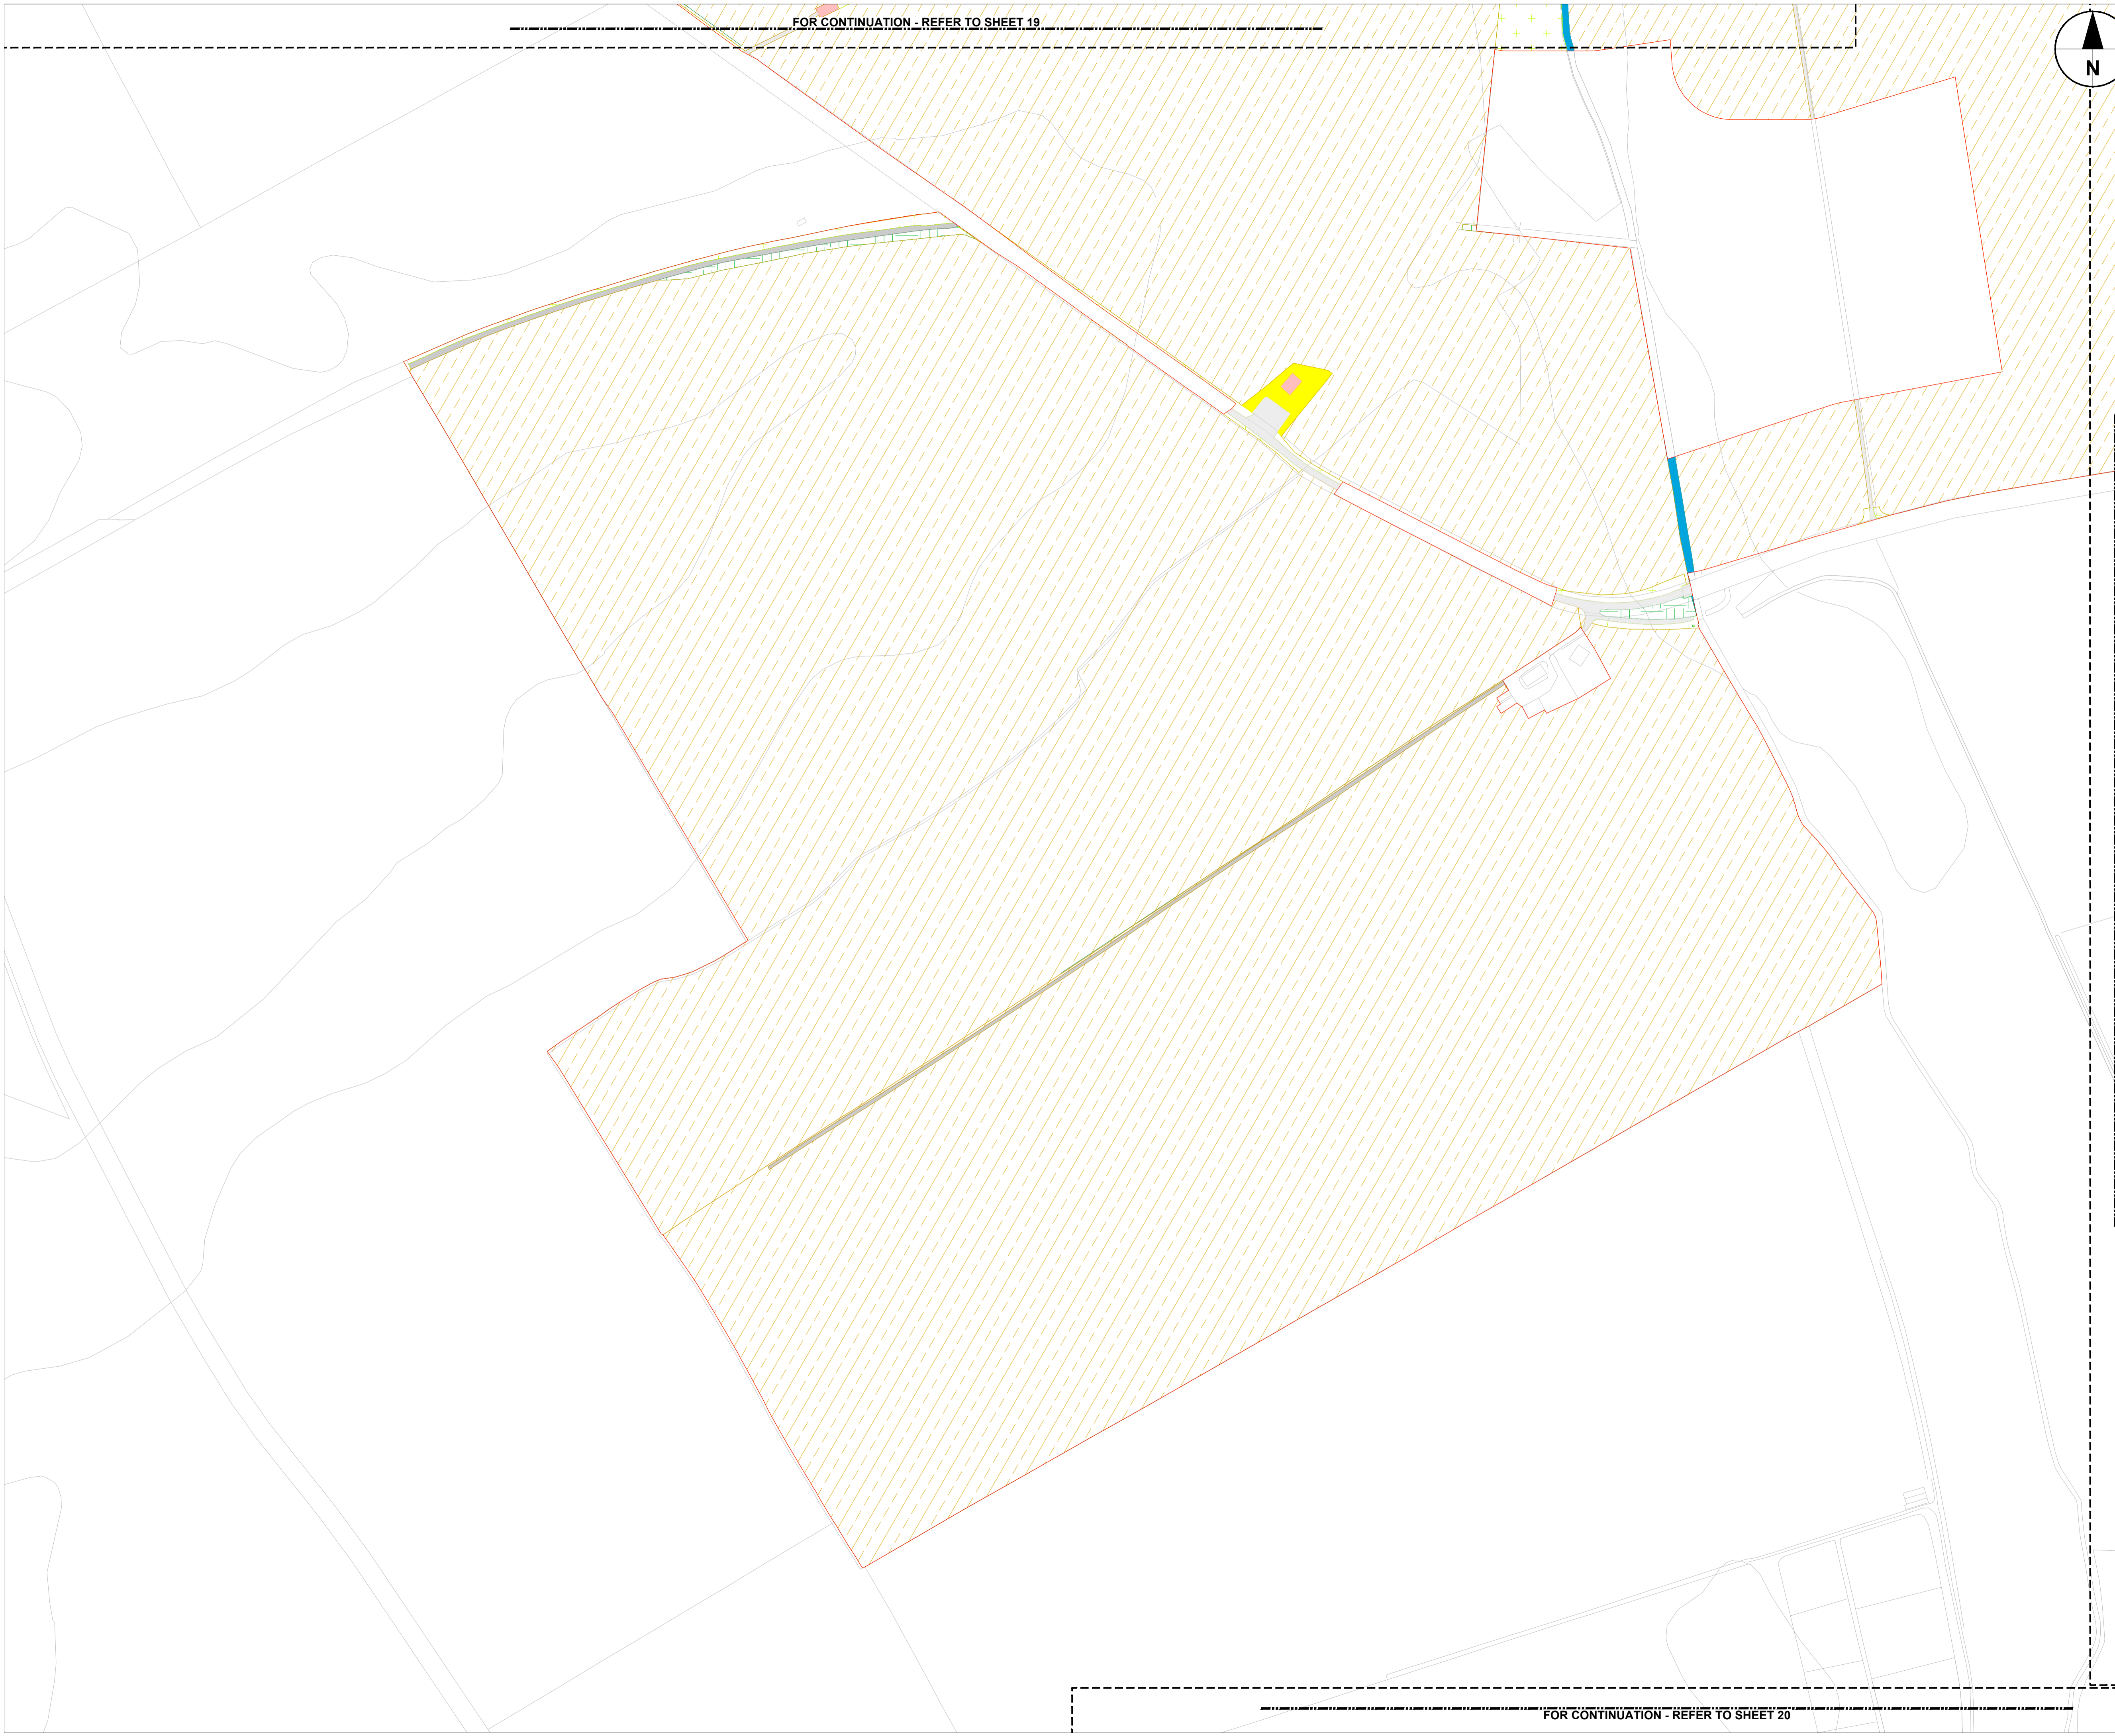 FOR CONTINUATION - REFER TO SHEET 19
N
FOR CONTINUATION - REFER TO SHEET 20